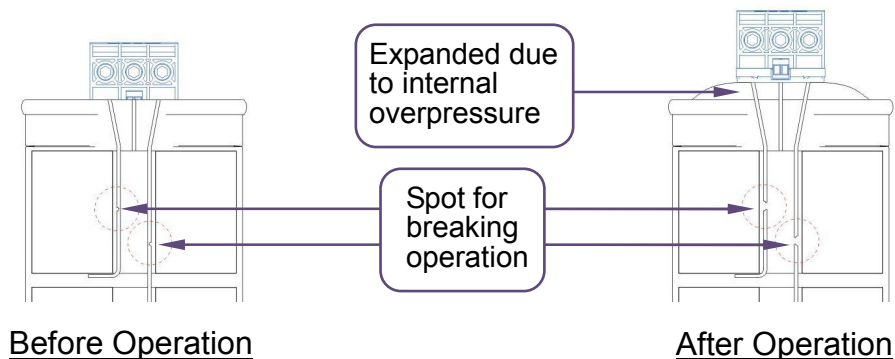 Expanded due
to internal
overpressure
Spot for
breaking
operation
Before Operation
After Operation